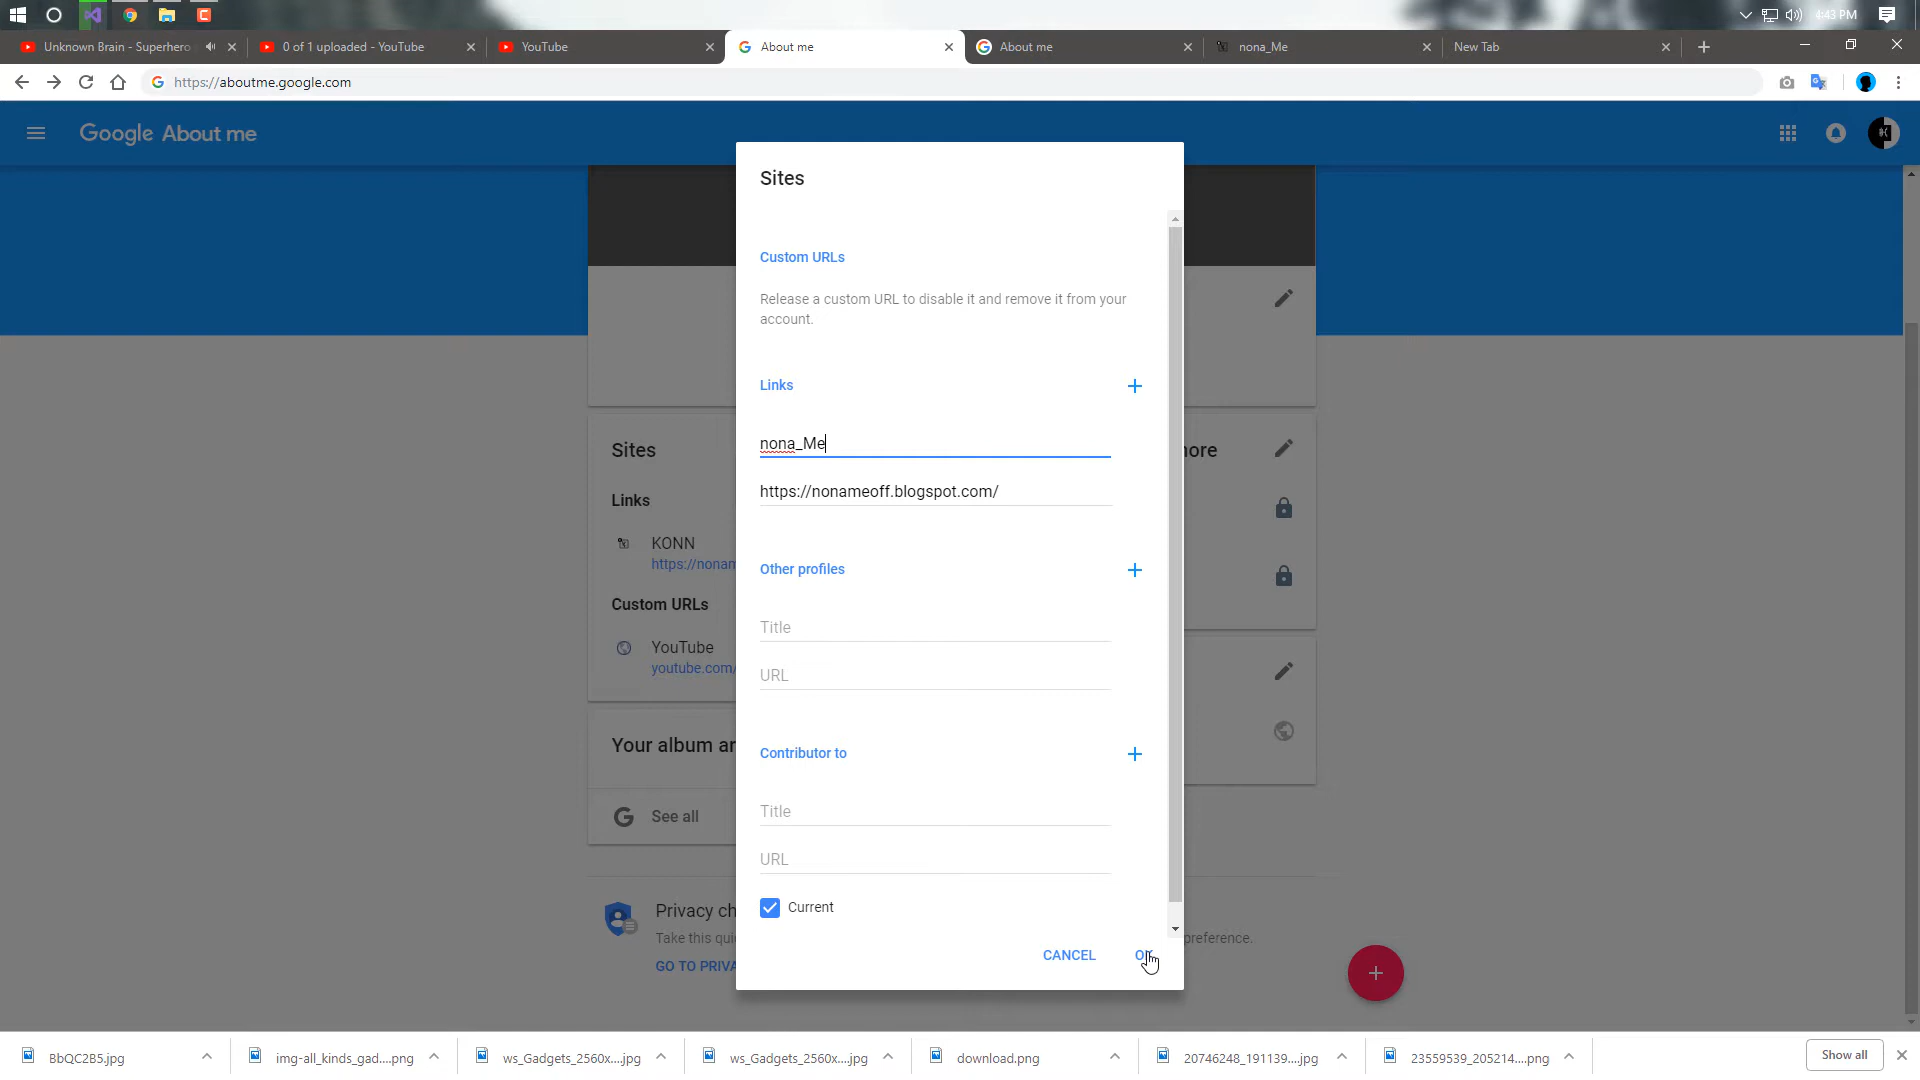 4:43 PM
Unknown Brain - Superhero
0 of 1 uploaded - YouTube
YouTube
About me
About me
nona_Me
New Tab
https://aboutme.google.com
Google About me
Sites
Custom URLs
Release a custom URL to disable it and remove it from your
account.
Links
nona_Me
https://nonameoff.blogspot.com/
Other profiles
Title
URL
Contributor to
Title
URL
Current
CANCEL
OK
Sites
Links
KONN
https://nonam
Custom URLs
YouTube
youtube.com/
Your album ar
See all
more
Privacy ch
Take this qui
preference.
GO TO PRIVA
BbQC2B5.jpg
img-all_kinds_gad....png
ws_Gadgets_2560x....jpg
ws_Gadgets_2560x....jpg
download.png
20746248_191139....jpg
23559539_205214....png
Show all